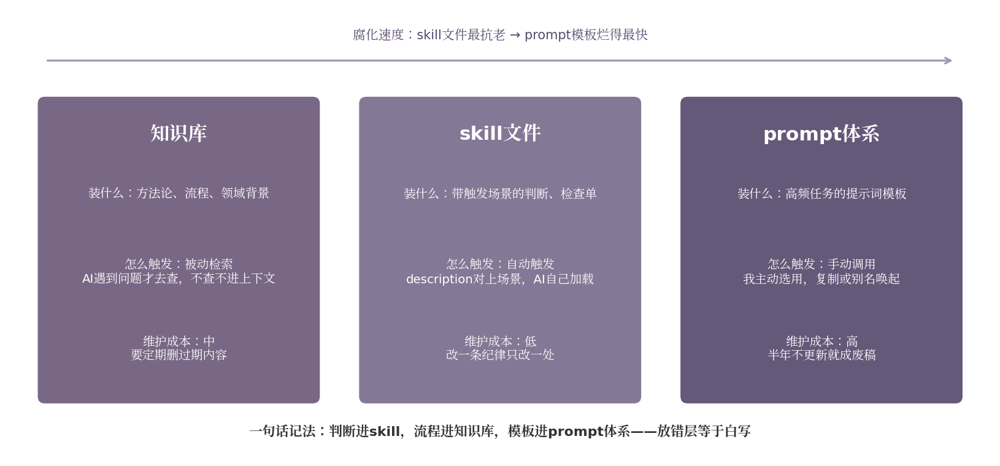 腐化速度：skill文件最抗老 → prompt模板烂得最快
知识库
装什么：方法论、流程、领域背景
怎么触发：被动检索
AI遇到问题才去查，不查不进上下文
维护成本：中
要定期删过期内容
skill文件
装什么：带触发场景的判断、检查单
怎么触发：自动触发
description对上场景，AI自己加载
维护成本：低
改一条纪律只改一处
prompt体系
装什么：高频任务的提示词模板
怎么触发：手动调用
我主动选用，复制或别名唤起
维护成本：高
半年不更新就成废稿
一句话记法：判断进skill，流程进知识库，模板进prompt体系——放错层等于白写